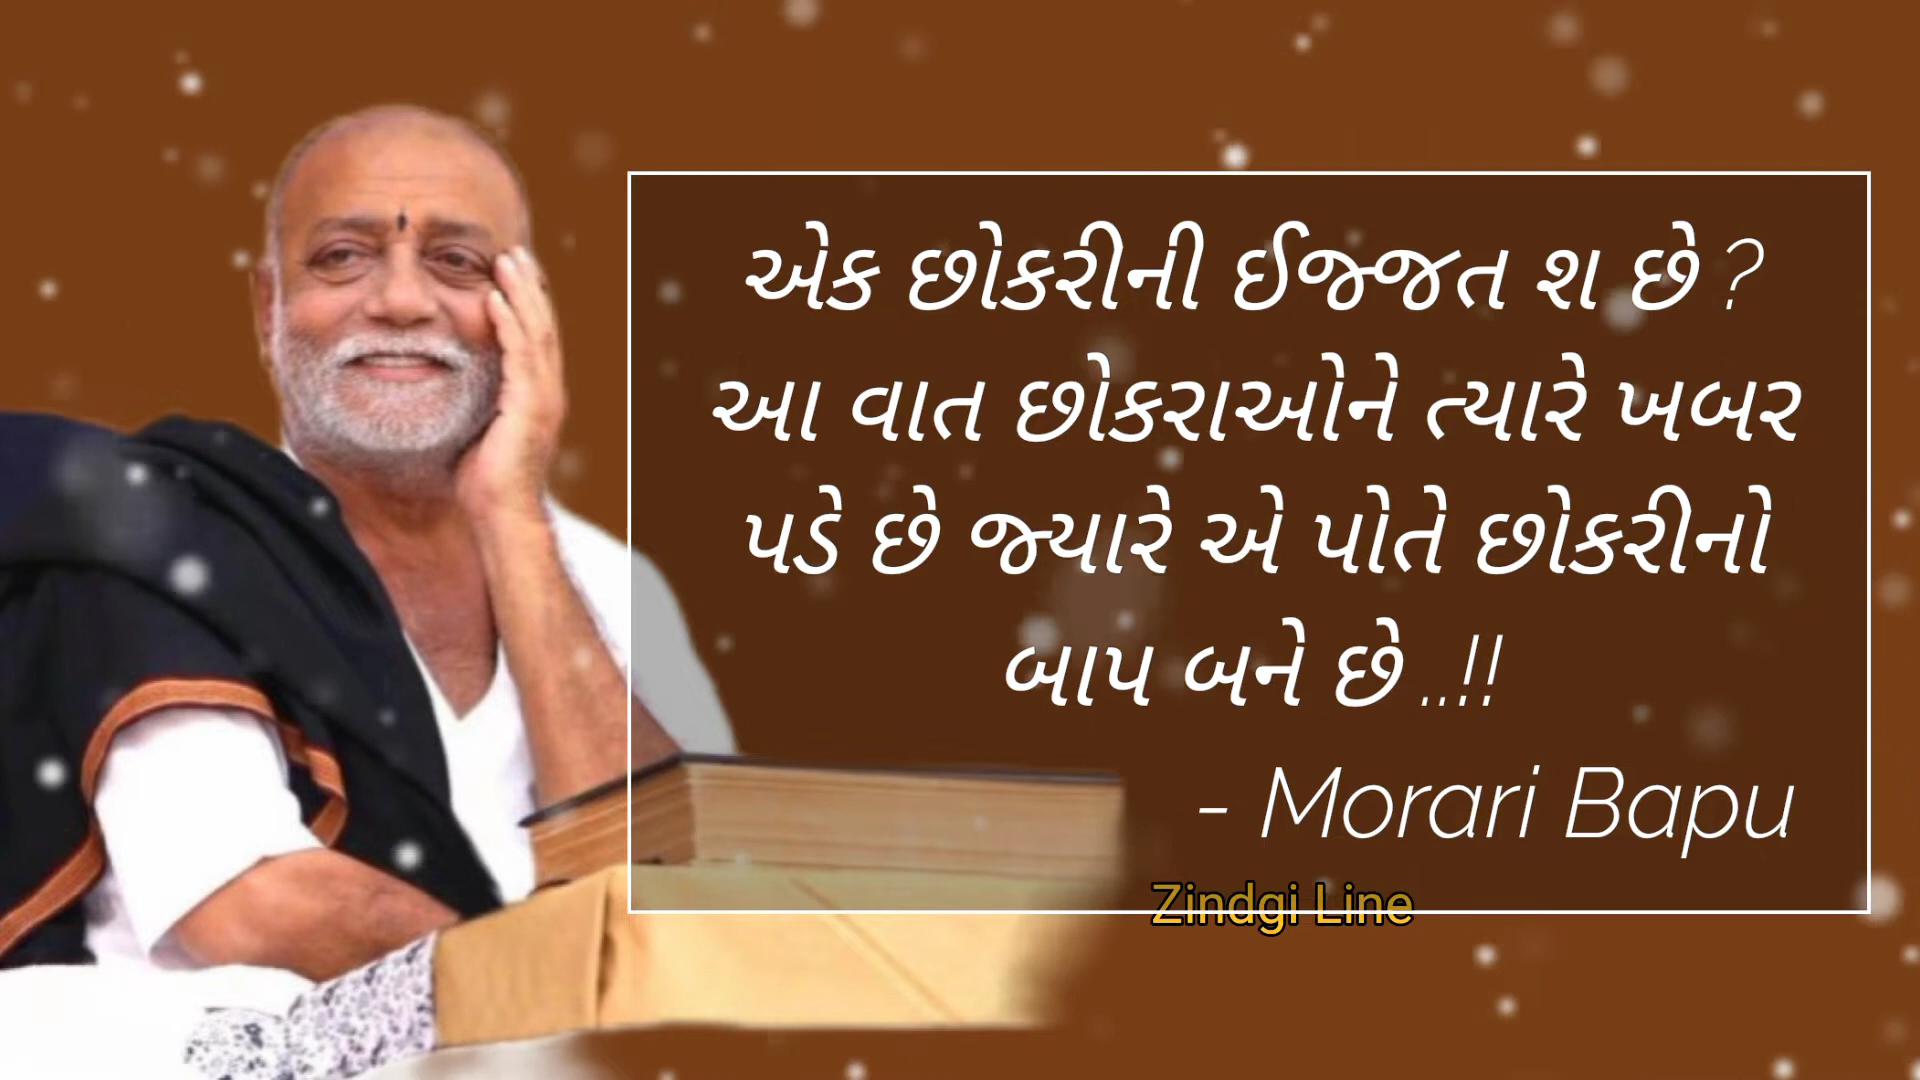 એક છોકરીની ઈજ્જત શ છે ?
આ વાત છોકરાઓને ત્યારે ખબર
પડે છે જ્યારે એ પોતે છોકરીનો
બાપ બને છે ..!!
- Morari Bapu
Zindgi Line